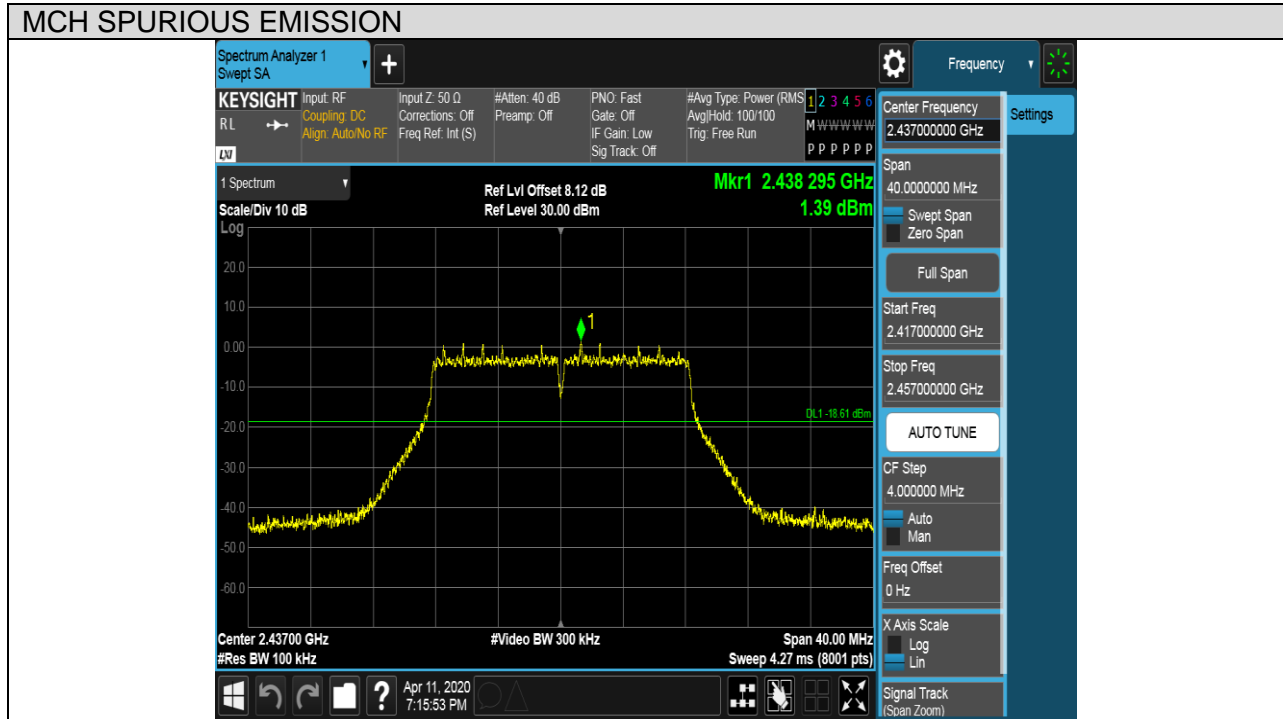 MCH SPURIOUS EMISSION
Spectrum Analyzer 1
Swept SA
+
Frequency
KEYSIGHT
RL
LXI
Input: RF
Coupling: DC
Align: Auto/No RF
Input Z: 50 Ω
Corrections: Off
Freq Ref: Int (S)
#Atten: 40 dB
Preamp: Off
PNO: Fast
Gate: Off
IF Gain: Low
Sig Track: Off
#Avg Type: Power (RMS
Avg|Hold: 100/100
Trig: Free Run
1 2 3 4 5 6
M W W W W W
P P P P P P
1 Spectrum
Scale/Div 10 dB
Ref Lvl Offset 8.12 dB
Ref Level 30.00 dBm
Mkr1 2.438 295 GHz
1.39 dBm
Log
20.0
10.0
0.00
-10.0
-20.0
-30.0
-40.0
-50.0
-60.0
1
DL1 -18.61 dBm
Center 2.43700 GHz
#Res BW 100 kHz
#Video BW 300 kHz
Span 40.00 MHz
Sweep 4.27 ms (8001 pts)
?
Apr 11, 2020
7:15:53 PM
Center Frequency
2.437000000 GHz
Span
40.0000000 MHz
Swept Span
Zero Span
Full Span
Start Freq
2.417000000 GHz
Stop Freq
2.457000000 GHz
AUTO TUNE
CF Step
4.000000 MHz
Auto
Man
Freq Offset
0 Hz
X Axis Scale
Log
Lin
Signal Track
(Span Zoom)
Settings